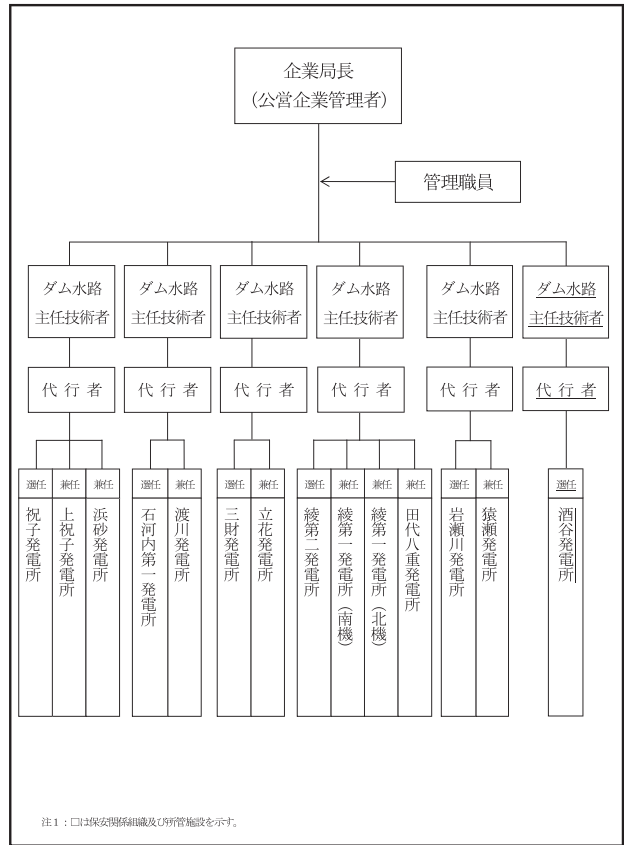 企業局長
（公営企業管理者）
管理職員
ダム水路
主任技術者
ダム水路
主任技術者
ダム水路
主任技術者
ダム水路
主任技術者
ダム水路
主任技術者
ダム水路
主任技術者
代 行 者
代 行 者
代 行 者
代 行 者
代 行 者
代 行 者
選任
祝子発電所
兼任
上祝子発電所
兼任
浜砂発電所
選任
石河内第一発電所
兼任
渡川発電所
選任
三財発電所
兼任
立花発電所
選任
綾第二発電所
兼任
綾第一発電所（南機）
兼任
綾第一発電所（北機）
兼任
田代八重発電所
選任
岩瀬川発電所
兼任
猿瀬発電所
選任
酒谷発電所
注１：□は保安関係組織及び所管施設を示す。